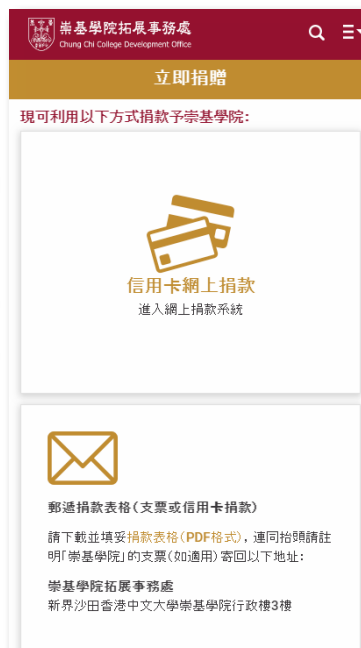 崇基學院拓展事務處
Chung Chi College Development Office
立即捐贈
現可利用以下方式捐款予崇基學院：
信用卡網上捐款
進入網上捐款系統
郵遞捐款表格（支票或信用卡捐款）
請下載並填妥捐款表格（PDF格式），連同抬頭請註
明「崇基學院」的支票（如適用）寄回以下地址：
崇基學院拓展事務處
新界沙田香港中文大學崇基學院行政樓3樓